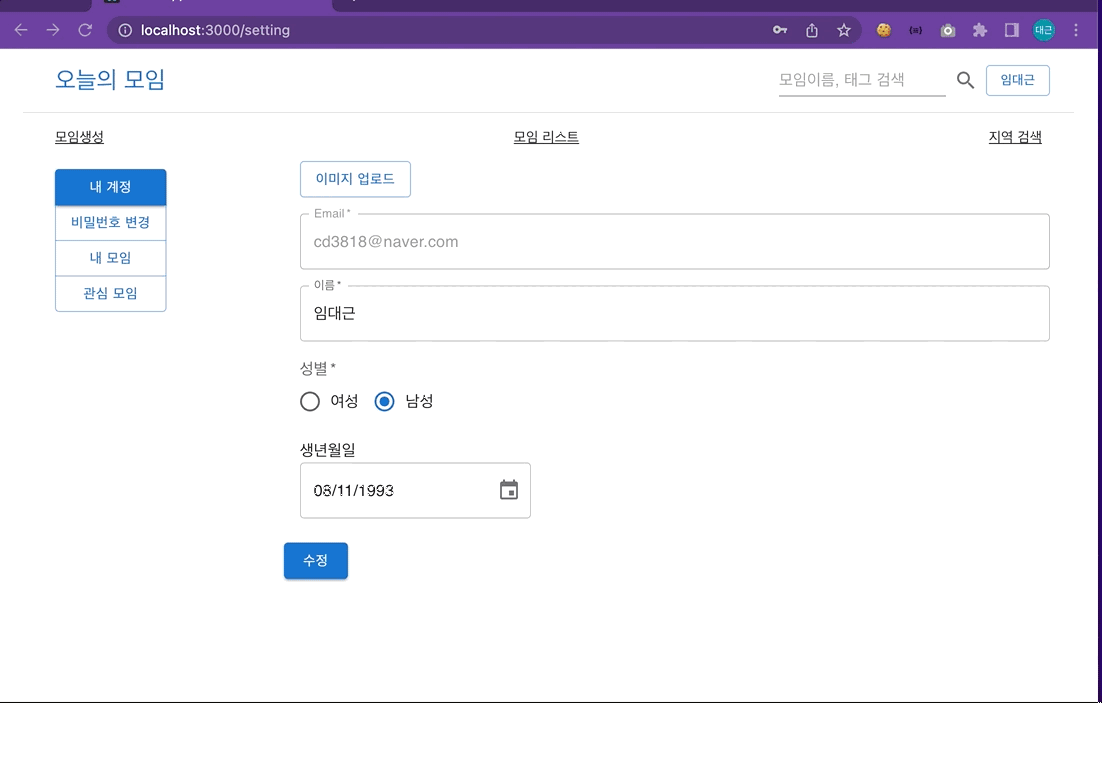 localhost:3000/setting
대근
오늘의 모임
모임이름, 태그 검색
임대근
모임생성
모임 리스트
지역 검색
내 계정
비밀번호 변경
내 모임
관심 모임
이미지 업로드
Email *
cd3818@naver.com
이름 *
임대근
성별 *
여성
남성
생년월일
08/11/1993
수정